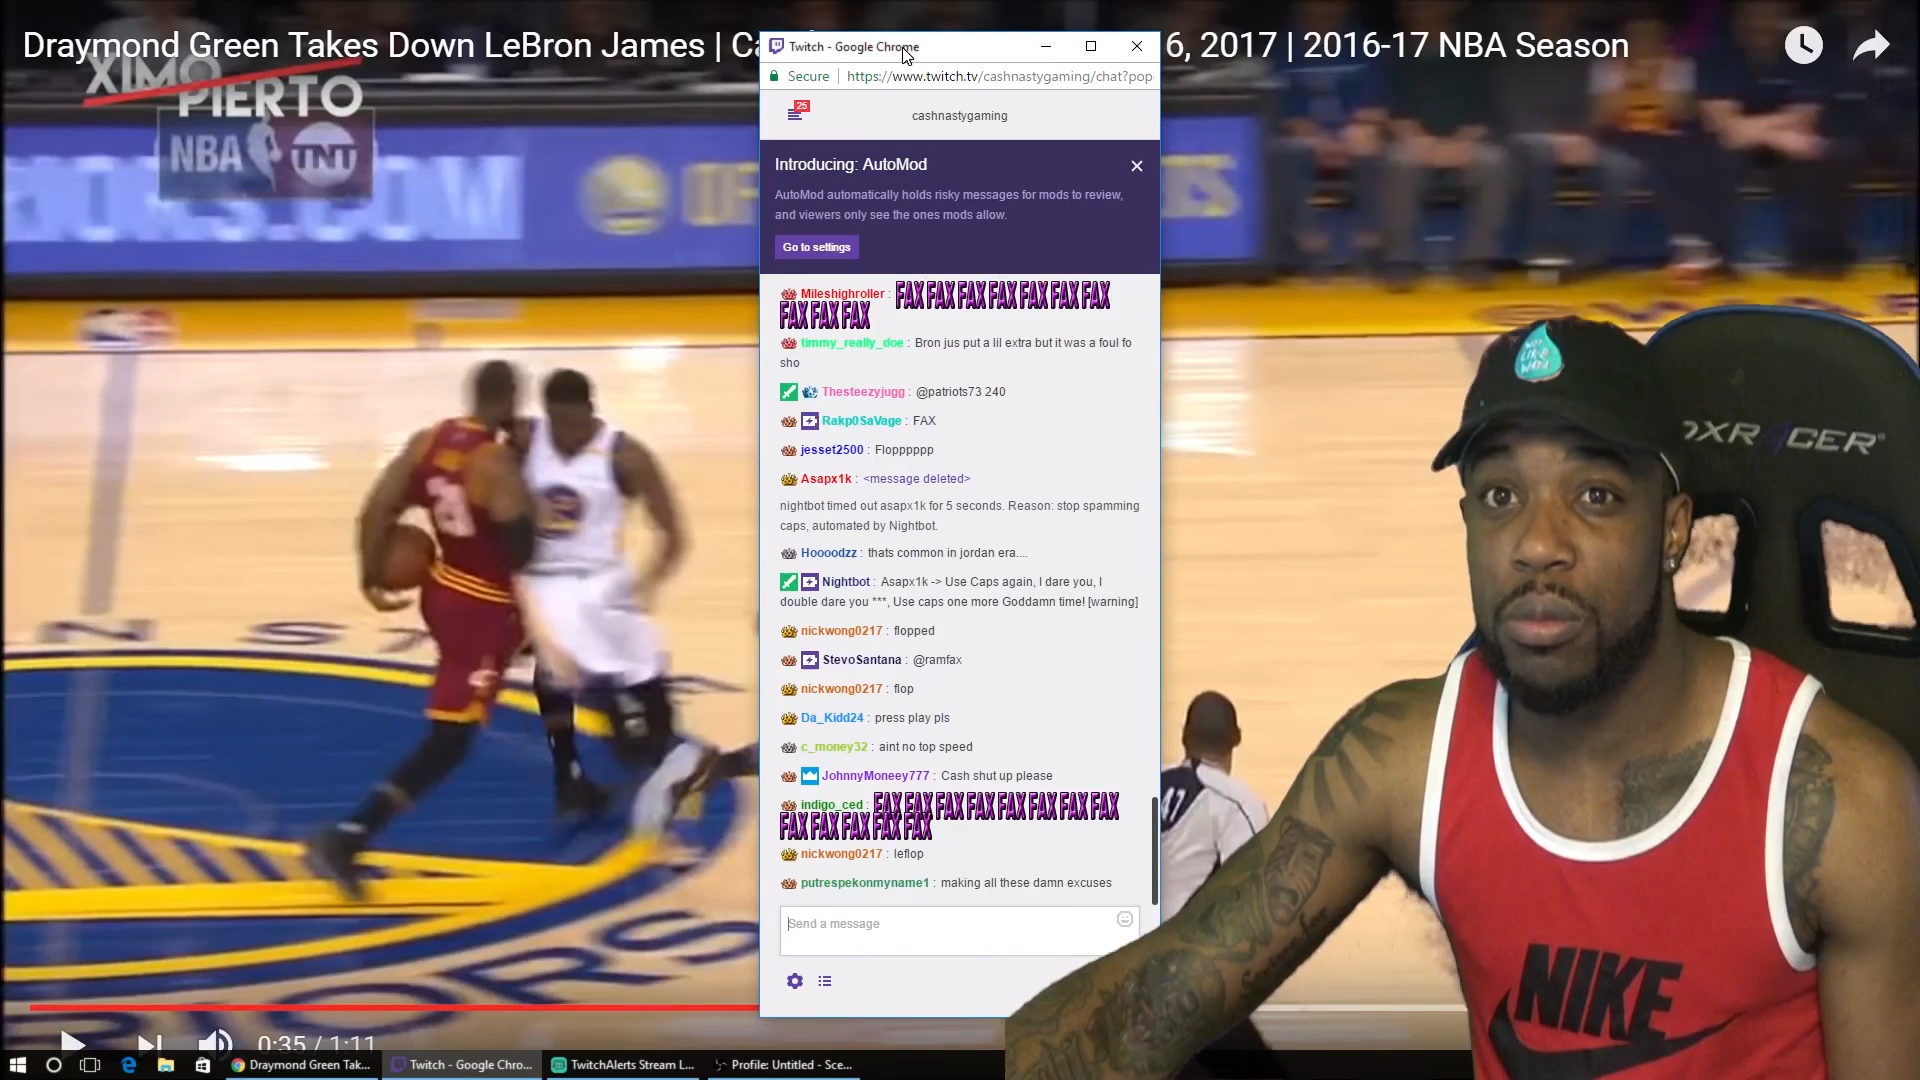 Draymond Green Takes Down LeBron James | Ca
6, 2017 | 2016-17 NBA Season
XIMO
PIERTO
NBA TNT
Twitch - Google Chrome
Secure | https://www.twitch.tv/cashnastygaming/chat?pop
25
cashnastygaming
Introducing: AutoMod
AutoMod automatically holds risky messages for mods to review,
and viewers only see the ones mods allow.
Go to settings
Mileshighroller : FAX FAX FAX FAX FAX FAX FAX
FAX FAX FAX
timmy_really_doe : Bron jus put a lil extra but it was a foul fo
sho
Thesteezyjugg : @patriots73 240
Rakp0SaVage : FAX
jesset2500 : Flopppppp
Asapx1k : <message deleted>
nightbot timed out asapx1k for 5 seconds. Reason: stop spamming
caps, automated by Nightbot.
Hoooodzz : thats common in jordan era....
Nightbot : Asapx1k -> Use Caps again, I dare you, I
double dare you ***, Use caps one more Goddamn time! [warning]
nickwong0217 : flopped
StevoSantana : @ramfax
nickwong0217 : flop
Da_Kidd24 : press play pls
c_money32 : aint no top speed
JohnnyMoneey777 : Cash shut up please
indigo_ced : FAX FAX FAX FAX FAX FAX FAX FAX
FAX FAX FAX FAX FAX
nickwong0217 : leflop
putrespekonmyname1 : making all these damn excuses
Send a message
DXRACER
47
NIKE
0:35 / 1:11
Draymond Green Tak...
Twitch - Google Chro...
TwitchAlerts Stream L...
Profile: Untitled - Sce...